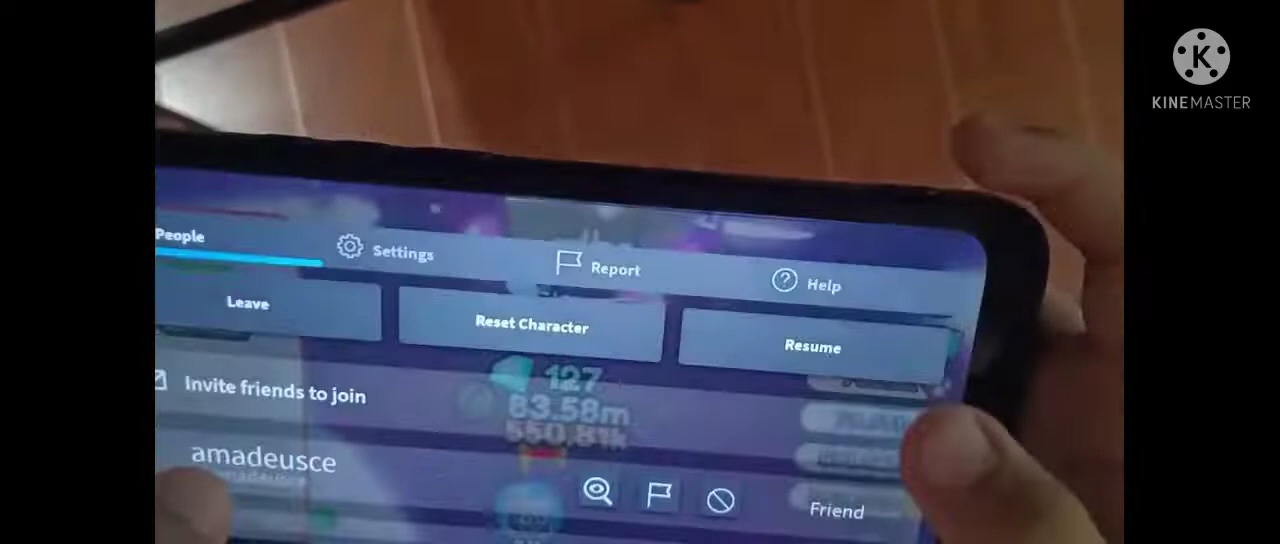 K
KINEMASTER
People
Settings
Report
Help
Leave
Reset Character
Resume
127
83.58m
550.81k
Invite friends to join
amadeusce
Friend